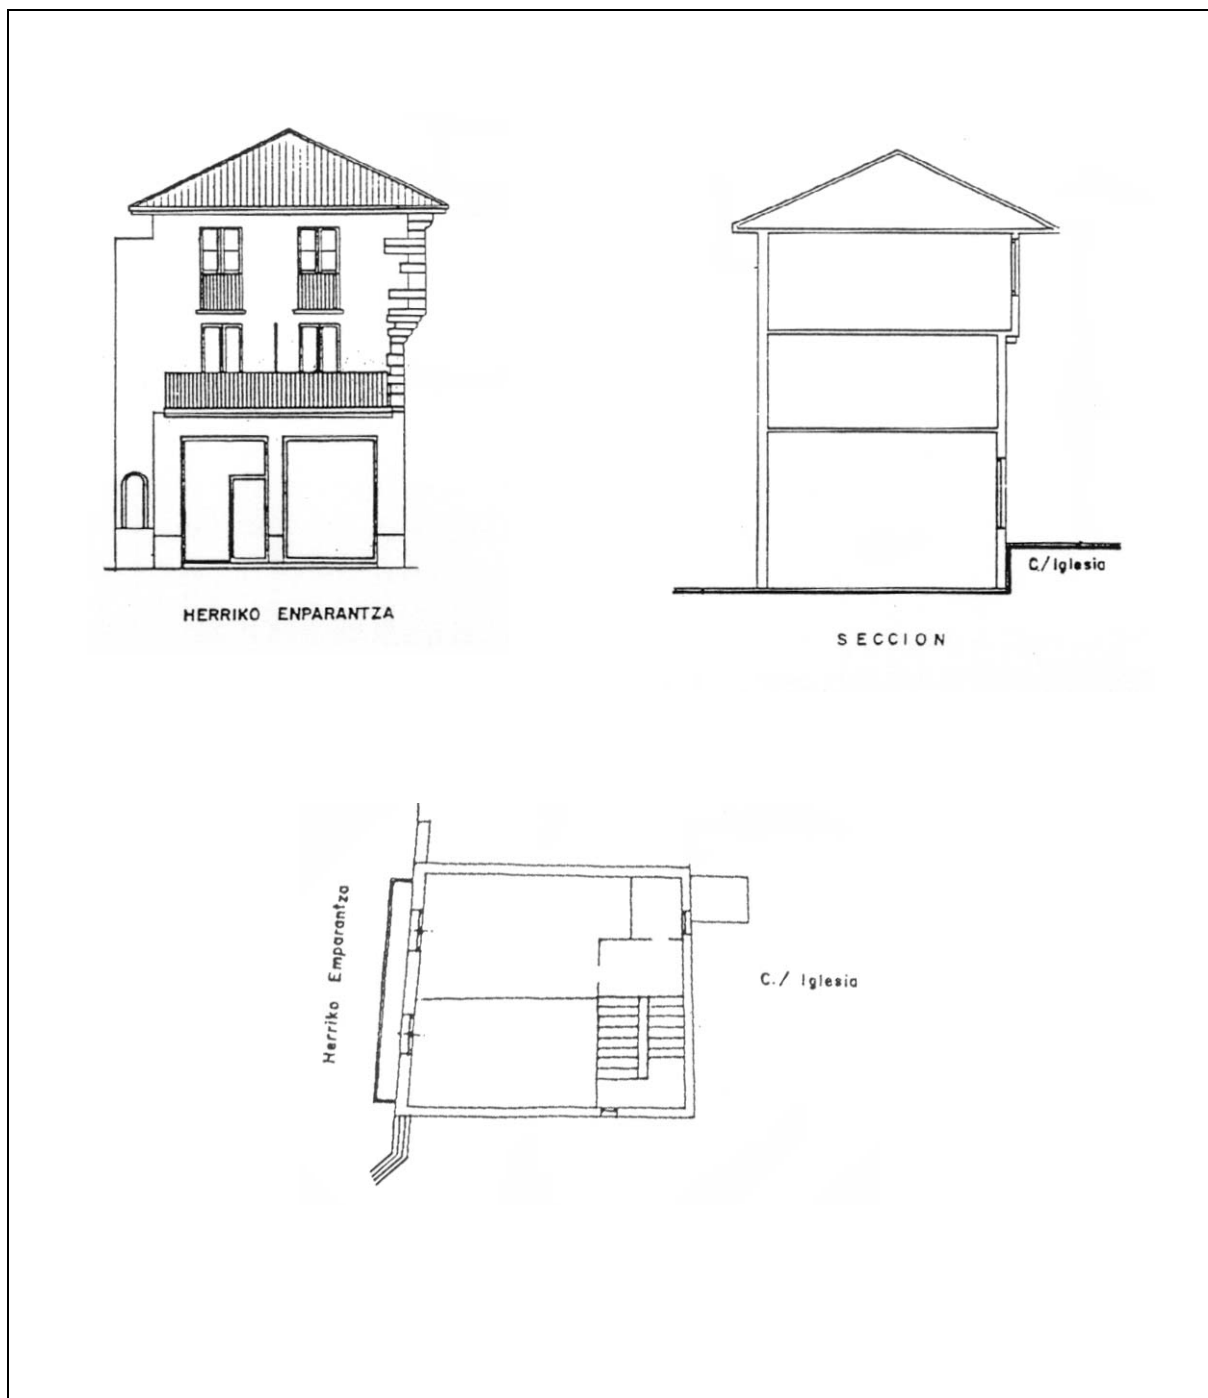 HERRIKO ENPARANTZA
C./Iglesia
SECCION
Herriko Emparantza
C./ Iglesia